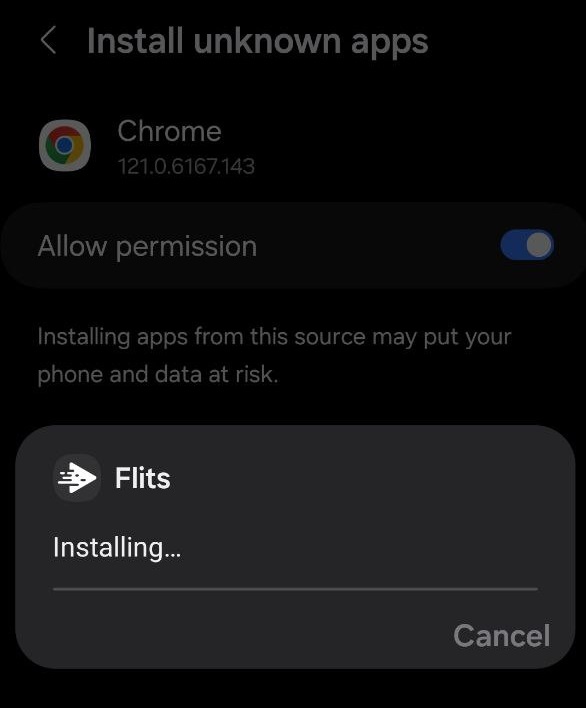 Install unknown apps
Chrome
121.0.6167.143
Allow permission
Installing apps from this source may put your
phone and data at risk.
Flits
Installing...
Cancel